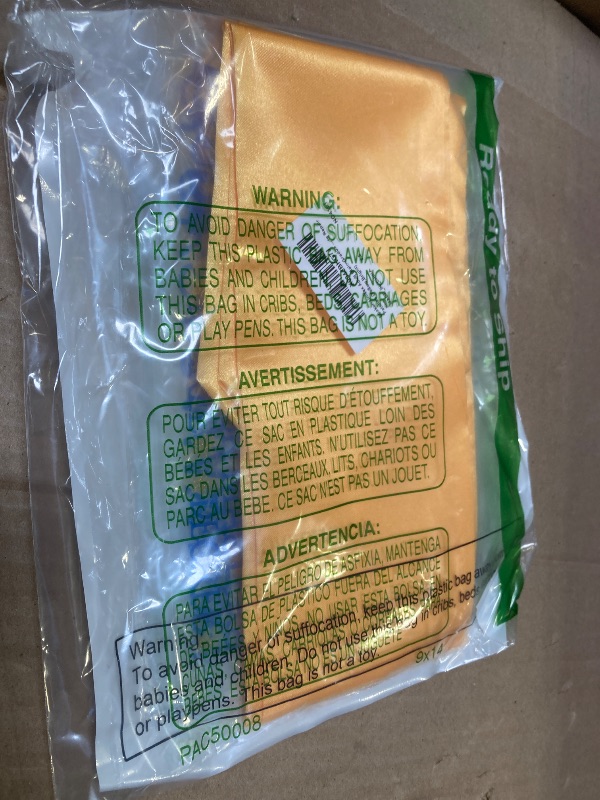 Ready to Ship
WARNING:
TO AVOID DANGER OF SUFFOCATION
KEEP THIS PLASTIC BAG AWAY FROM
BABIES AND CHILDREN. DO NOT USE
THIS BAG IN CRIBS, BEDS, CARRIAGES
OR PLAY PENS. THIS BAG IS NOT A TOY.
AVERTISSEMENT:
POUR ÉVITER TOUT RISQUE D'ÉTOUFFEMENT,
GARDEZ CE SAC EN PLASTIQUE LOIN DES
BÉBÉS ET LES ENFANTS. N'UTILISEZ PAS CE
SAC DANS LES BERCEAUX, LITS, CHARIOTS OU
PARC AU BÉBÉ. CE SAC N'EST PAS UN JOUET.
ADVERTENCIA:
PARA EVITAR EL PELIGRO DE ASFIXIA, MANTENGA
ESTA BOLSA DE PLASTICO FUERA DEL ALCANCE
NO USAR ESTA BOLSA EN
Warning
To avoid danger of suffocation, keep this plastic bag
babies and children. Do not use this bag in cribs, beds,
or playpens. This bag is not a toy.
9x14
PAC50008